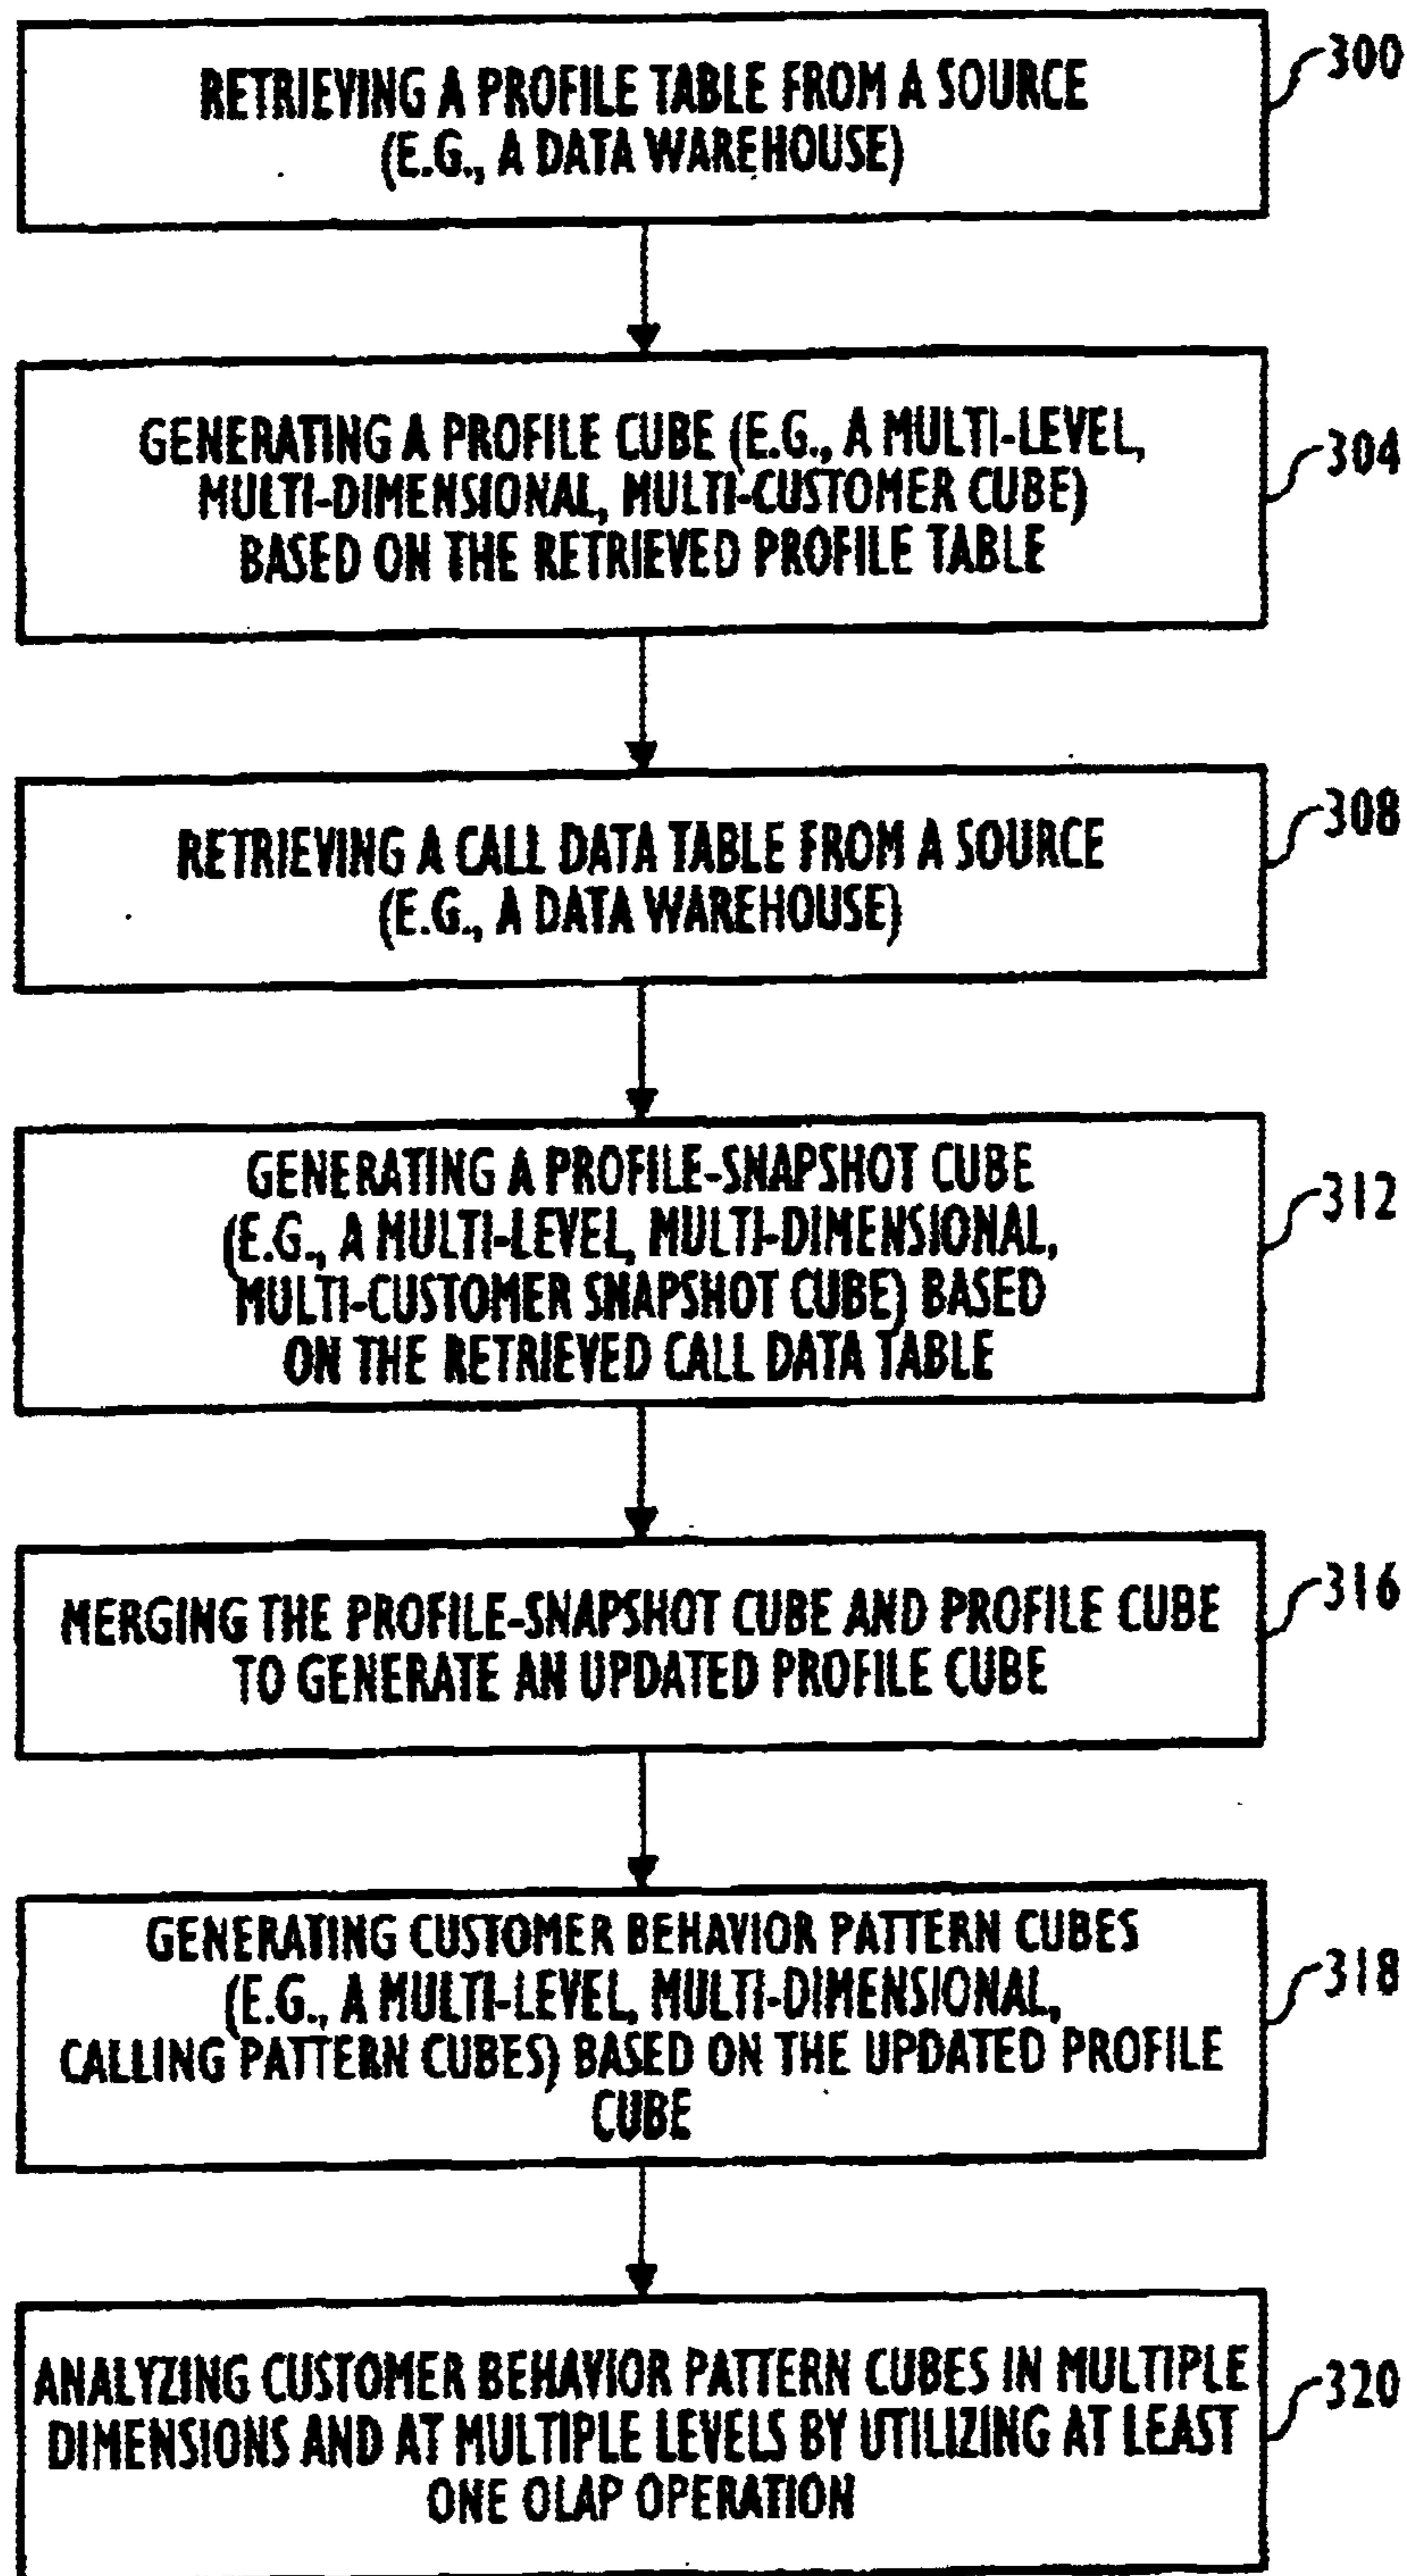 RETRIEVING A PROFILE TABLE FROM A SOURCE
(E.G., A DATA WAREHOUSE)
300
GENERATING A PROFILE CUBE (E.G., A MULTI-LEVEL,
MULTI-DIMENSIONAL, MULTI-CUSTOMER CUBE)
BASED ON THE RETRIEVED PROFILE TABLE
304
RETRIEVING A CALL DATA TABLE FROM A SOURCE
(E.G., A DATA WAREHOUSE)
308
GENERATING A PROFILE-SNAPSHOT CUBE
(E.G., A MULTI-LEVEL, MULTI-DIMENSIONAL,
MULTI-CUSTOMER SNAPSHOT CUBE) BASED
ON THE RETRIEVED CALL DATA TABLE
312
MERGING THE PROFILE-SNAPSHOT CUBE AND PROFILE CUBE
TO GENERATE AN UPDATED PROFILE CUBE
316
GENERATING CUSTOMER BEHAVIOR PATTERN CUBES
(E.G., A MULTI-LEVEL, MULTI-DIMENSIONAL,
CALLING PATTERN CUBES) BASED ON THE UPDATED PROFILE
CUBE
318
ANALYZING CUSTOMER BEHAVIOR PATTERN CUBES IN MULTIPLE
DIMENSIONS AND AT MULTIPLE LEVELS BY UTILIZING AT LEAST
ONE OLAP OPERATION
320